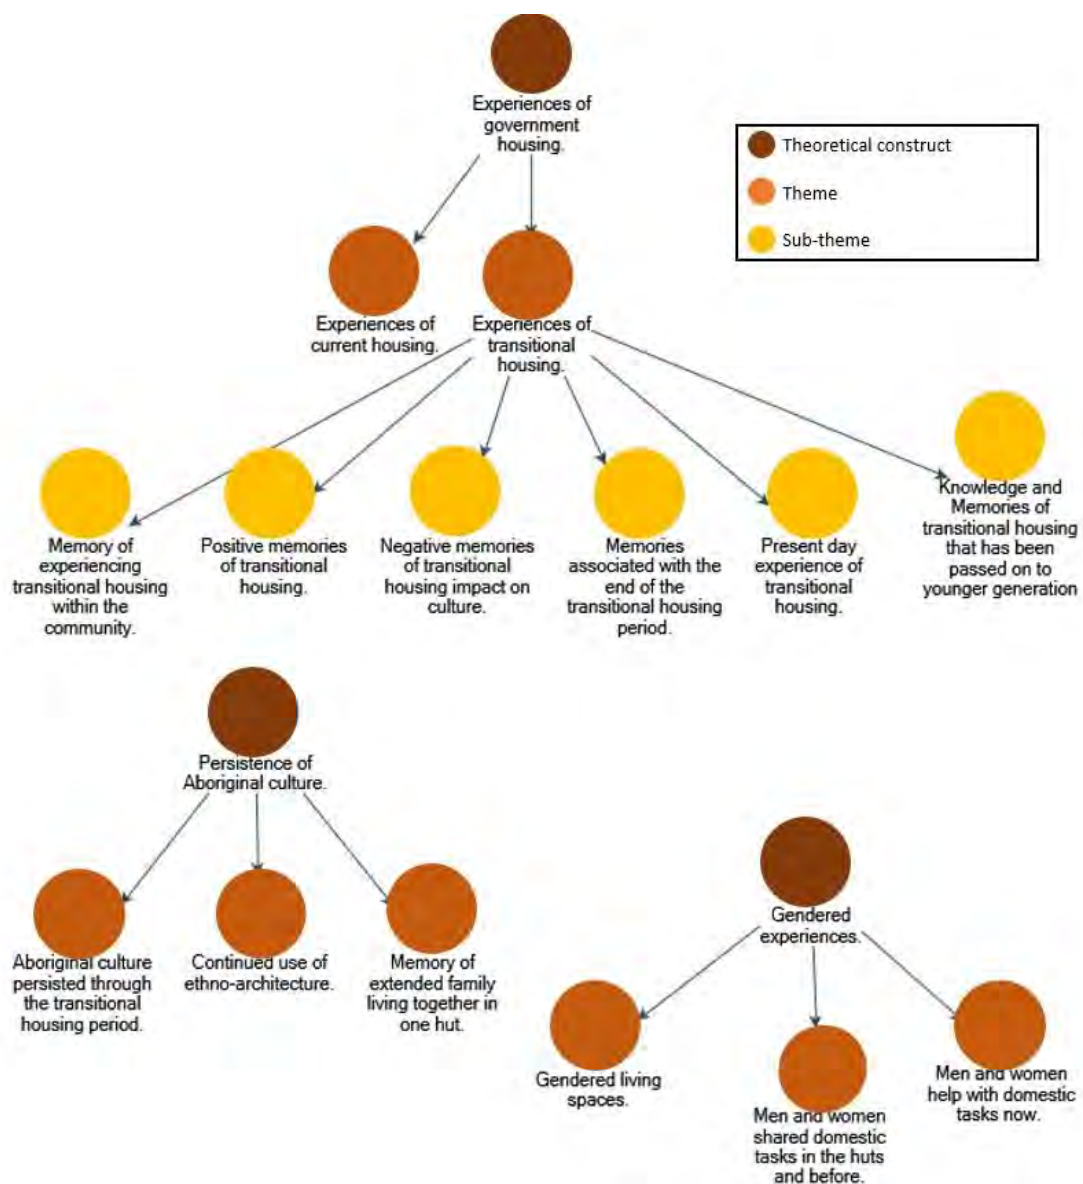 Experiences of
government
housing.
Theoretical construct
Theme
Sub-theme
Experiences of
current housing.
Experiences of
transitional
housing.
Memory of
experiencing
transitional housing
within the
community.
Positive memories
of transitional
housing.
Negative memories
of transitional
housing impact on
culture.
Memories
associated with the
end of the
transitional housing
period.
Present day
experience of
transitional
housing.
Knowledge and
Memories of
transitional housing
that has been
passed on to
younger generation
Persistence of
Aboriginal culture.
Aboriginal culture
persisted through
the transitional
housing period.
Continued use of
ethno-architecture.
Memory of
extended family
living together in
one hut.
Gendered
experiences.
Gendered living
spaces.
Men and women
shared domestic
tasks in the huts
and before.
Men and women
help with domestic
tasks now.